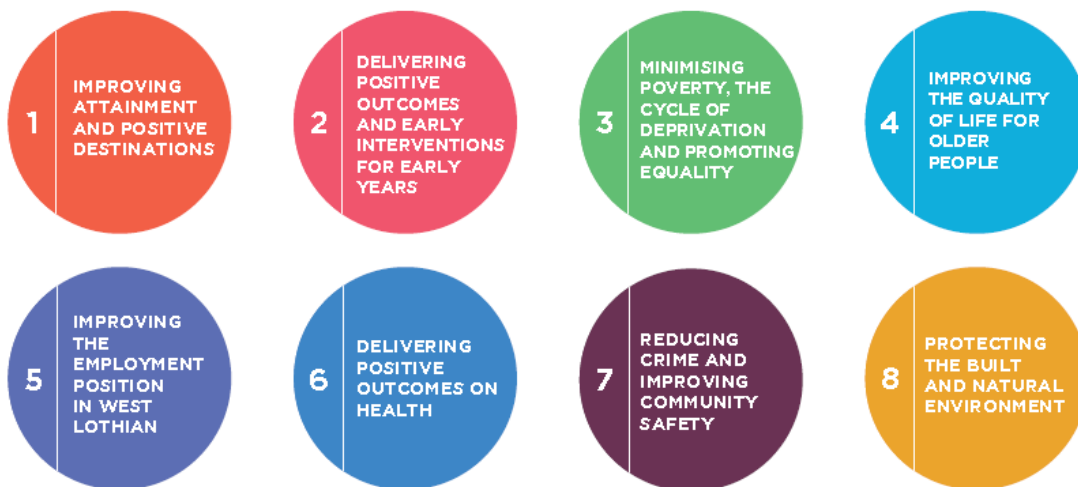 1
IMPROVING
ATTAINMENT
AND POSITIVE
DESTINATIONS
2
DELIVERING
POSITIVE
OUTCOMES
AND EARLY
INTERVENTIONS
FOR EARLY
YEARS
3
MINIMISING
POVERTY, THE
CYCLE OF
DEPRIVATION
AND PROMOTING
EQUALITY
4
IMPROVING
THE QUALITY
OF LIFE FOR
OLDER
PEOPLE
5
IMPROVING
THE
EMPLOYMENT
POSITION
IN WEST
LOTHIAN
6
DELIVERING
POSITIVE
OUTCOMES ON
HEALTH
7
REDUCING
CRIME AND
IMPROVING
COMMUNITY
SAFETY
8
PROTECTING
THE BUILT
AND NATURAL
ENVIRONMENT